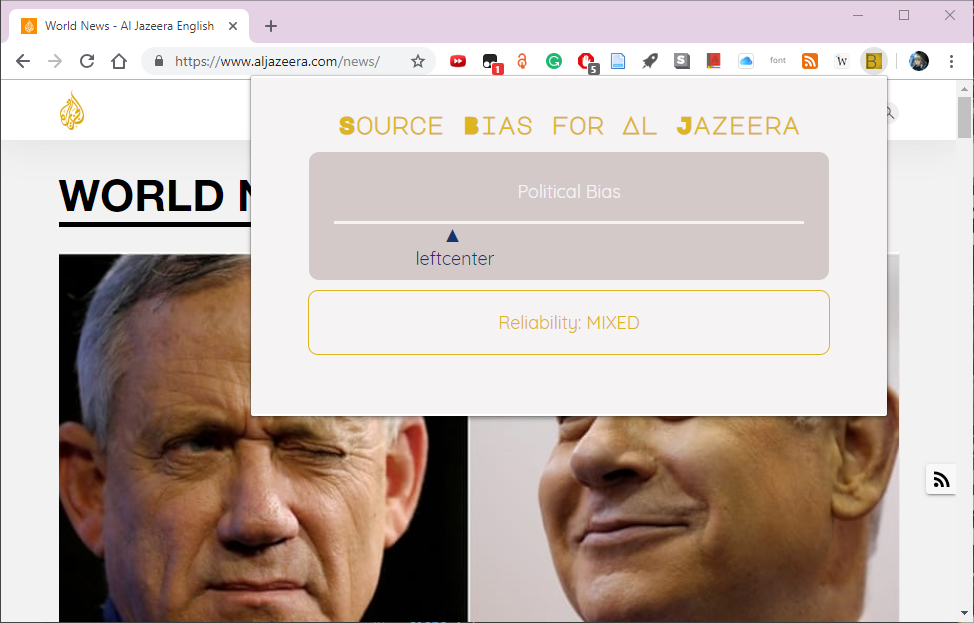 World News - Al Jazeera English
https://www.aljazeera.com/news/
1
5
S
font
W
B
SOURCE BIAS FOR AL JAZEERA
WORLD N
Political Bias
leftcenter
Reliability: MIXED